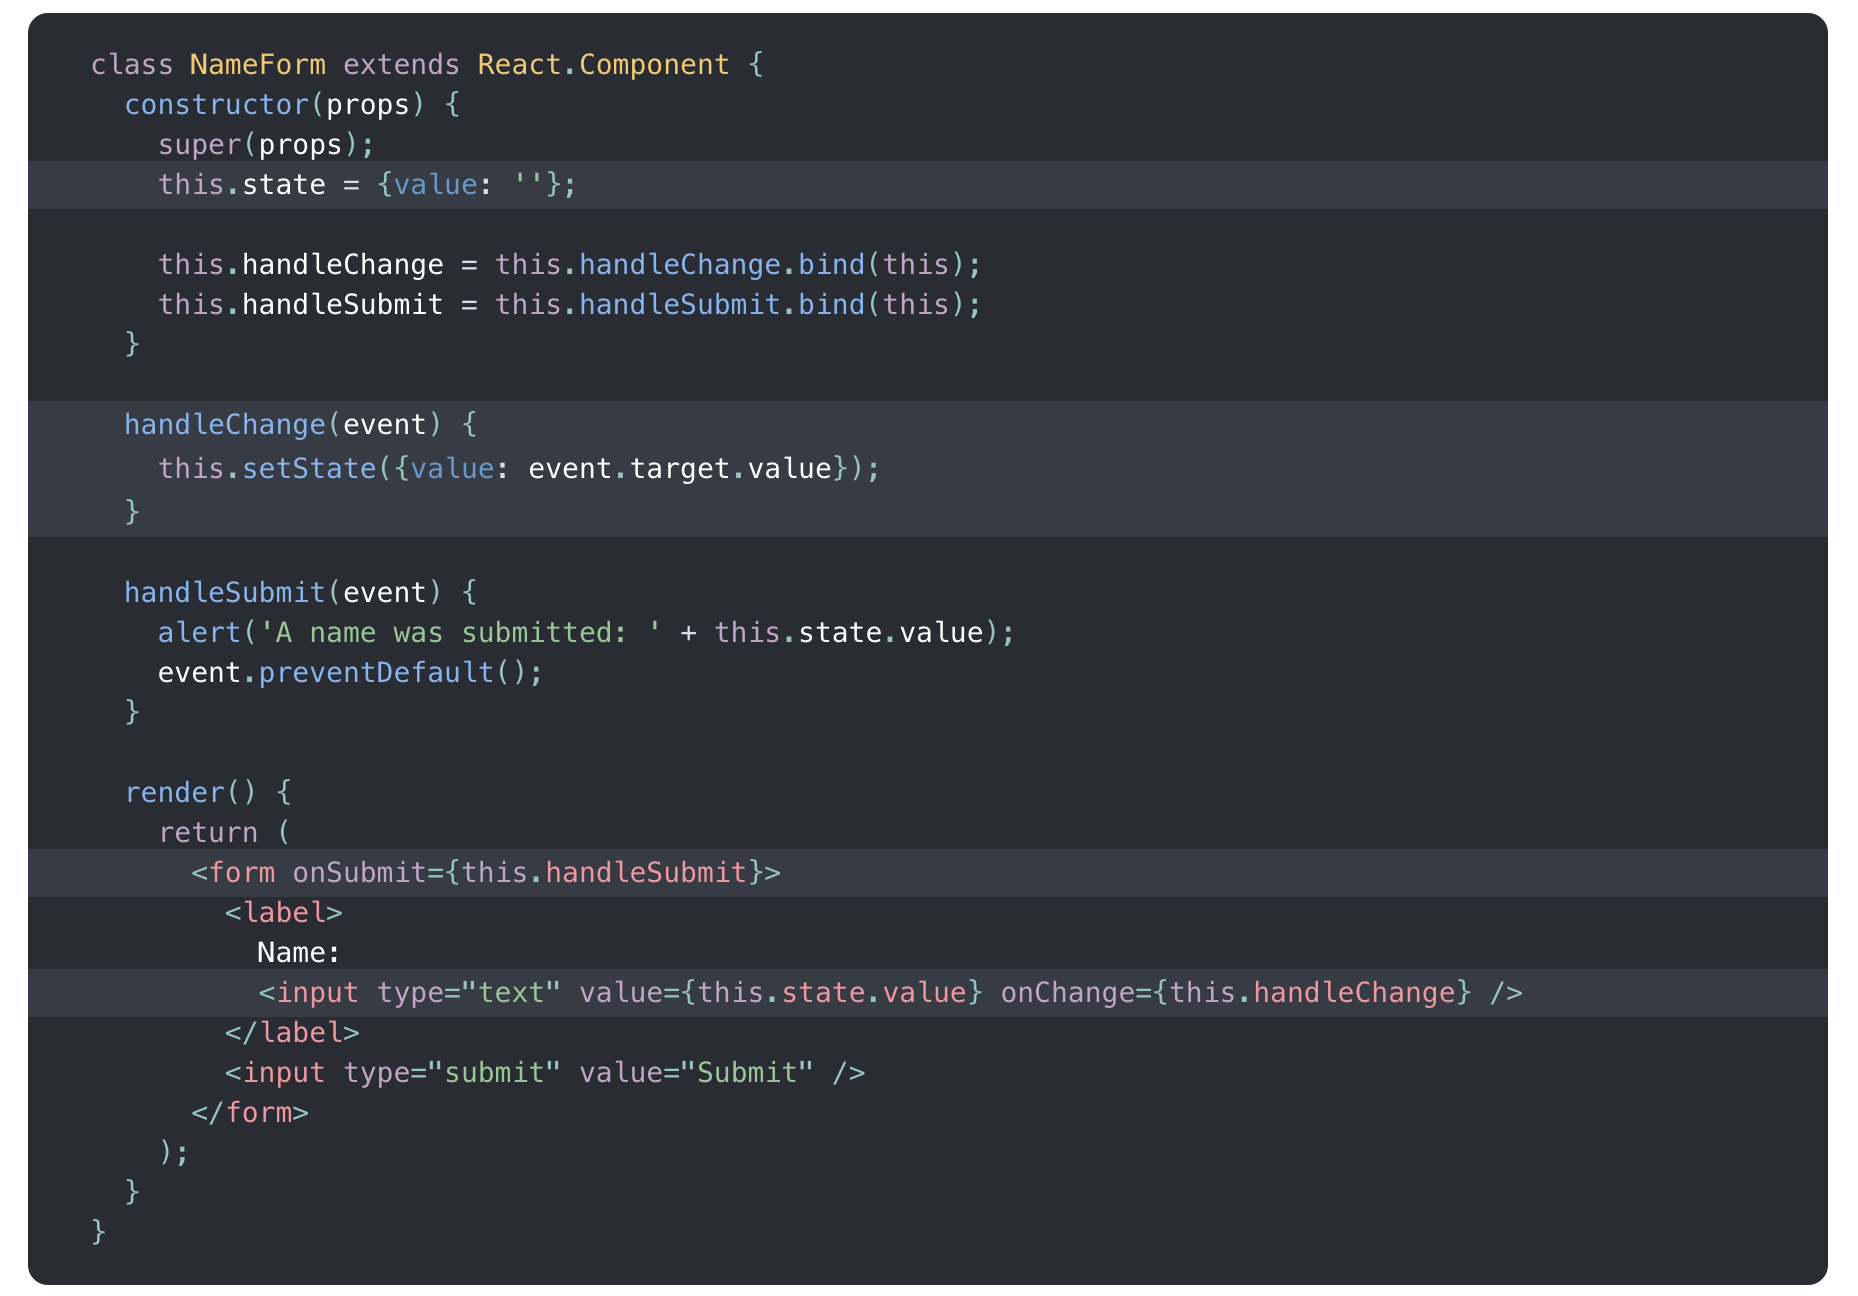 class NameForm extends React.Component {
  constructor(props) {
    super(props);
    this.state = {value: ''};

    this.handleChange = this.handleChange.bind(this);
    this.handleSubmit = this.handleSubmit.bind(this);
  }

  handleChange(event) {
    this.setState({value: event.target.value});
  }

  handleSubmit(event) {
    alert('A name was submitted: ' + this.state.value);
    event.preventDefault();
  }

  render() {
    return (
      <form onSubmit={this.handleSubmit}>
        <label>
          Name:
          <input type="text" value={this.state.value} onChange={this.handleChange} />
        </label>
        <input type="submit" value="Submit" />
      </form>
    );
  }
}